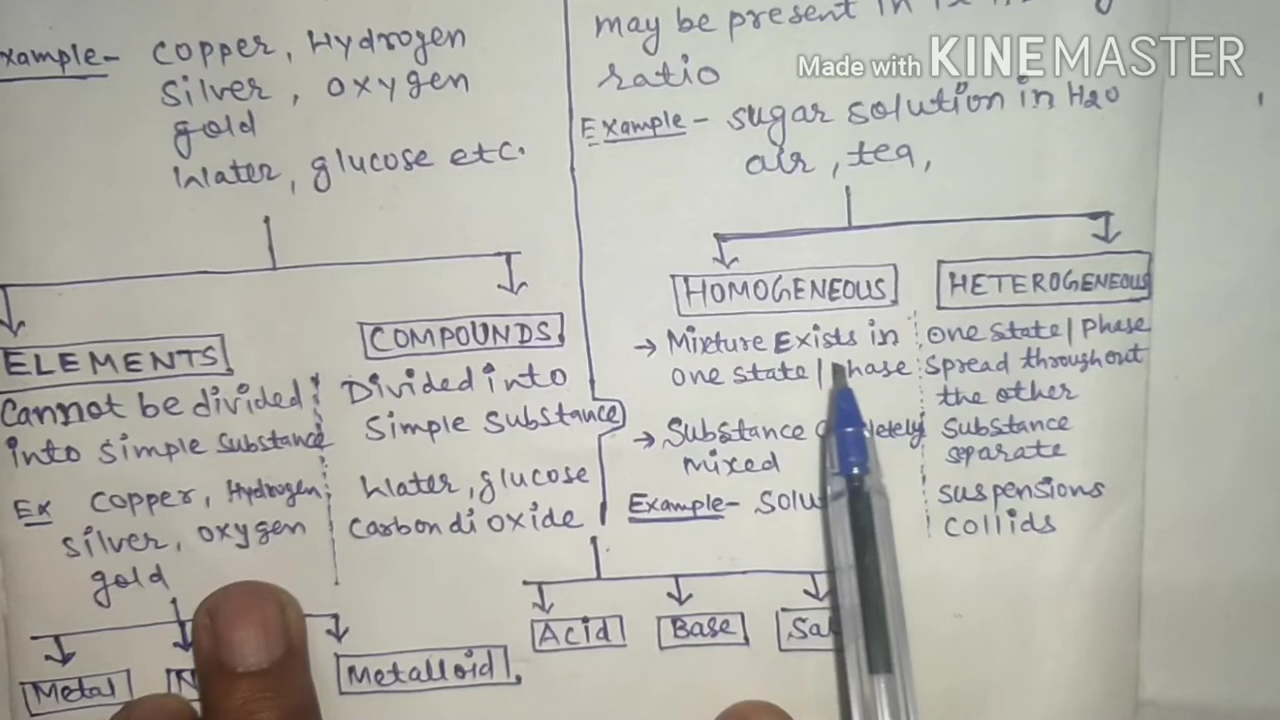 Example- copper, Hydrogen
silver, oxygen
gold
Water, glucose etc.
may be present in
ratio
Made with KINEMASTER
Example- sugar solution in H2O
air, tea,
ELEMENTS
Cannot be divided
into simple substance
Ex copper, Hydrogen
silver, oxygen
gold
Metal
Metalloid
COMPOUNDS
Divided into
simple substance
Water, glucose
Carbon di oxide
Acid
Base
HOMOGENEOUS
→ Mixture Exists in
one state/phase
→ Substance
mixed
Example-
HETEROGENEOUS
one state/phase
spread throughout
the other
substance
separate
suspensions
collids